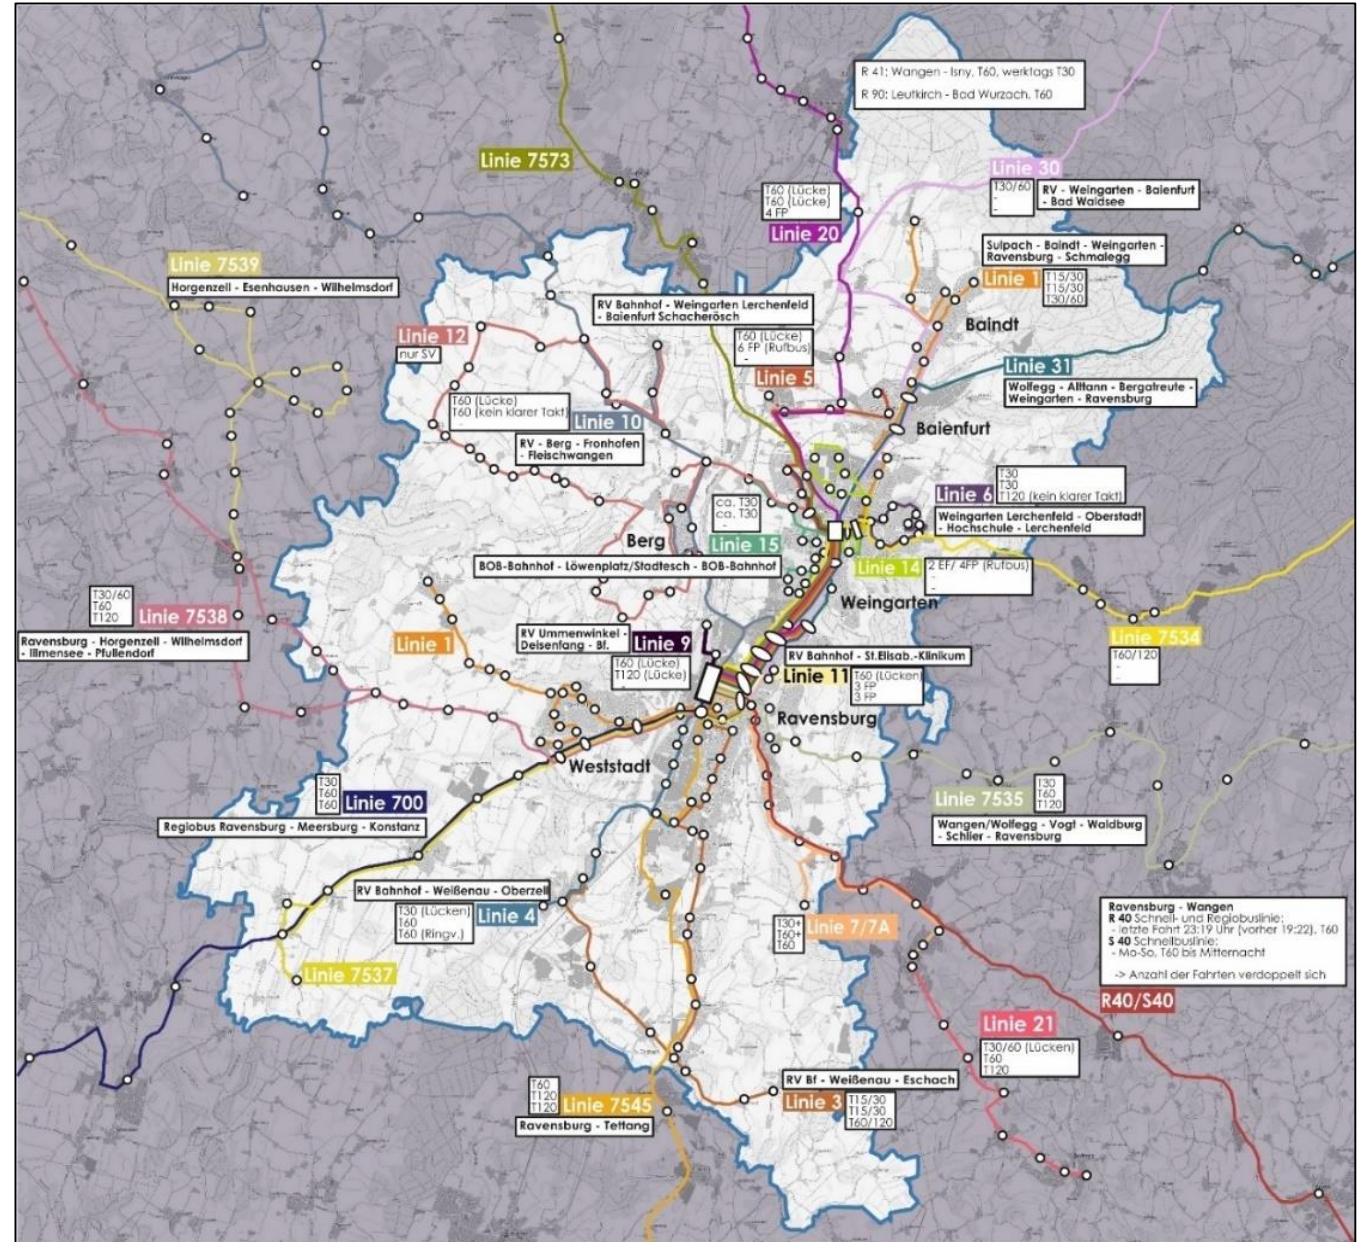 R 41: Wangen - Isny, T60, werktags T30
R 90: Leutkirch - Bad Wurzach, T60
Linie 7573
Linie 30
T30/60
-
-
RV - Weingarten - Baienfurt
- Bad Waldsee
T60 (Lücke)
T60 (Lücke)
4 FP
Linie 20
Sulpach - Baindt - Weingarten -
Ravensburg - Schmalegg
Linie 1
T15/30
T15/30
T30/60
Linie 7539
Horgenzell - Esenhausen - Wilhelmsdorf
RV Bahnhof - Weingarten Lerchenfeld
- Baienfurt Schacherösch
T60 (Lücke)
6 FP (Rufbus)
-
Linie 5
Baindt
Linie 12
nur SV
Linie 31
Wolfegg - Alttann - Bergatreute -
Weingarten - Ravensburg
T60 (Lücke)
T60 (kein klarer Takt)
-
Linie 10
RV - Berg - Fronhofen
- Fleischwangen
Baienfurt
T30
T30
T120 (kein klarer Takt)
Linie 6
Weingarten Lerchenfeld - Oberstadt
- Hochschule - Lerchenfeld
ca. T30
ca. T30
-
Linie 15
Berg
BOB-Bahnhof - Löwenplatz/Stadtesch - BOB-Bahnhof
Linie 14
2 EF/ 4FP (Rufbus)
-
-
Weingarten
T30/60
T60
T120
Linie 7538
Ravensburg - Horgenzell - Wilhelmsdorf
- Illmensee - Pfullendorf
Linie 7534
T60/120
-
-
Linie 1
RV Ummenwinkel -
Deisenfang - Bf.
Linie 9
T60 (Lücke)
T120 (Lücke)
-
RV Bahnhof - St.Elisab.-Klinikum
Linie 11
T60 (Lücken)
3 FP
3 FP
Ravensburg
Weststadt
T30
T60
T60
Linie 700
Regiobus Ravensburg - Meersburg - Konstanz
Linie 7535
T30
T60
T120
Wangen/Wolfegg - Vogt - Waldburg
- Schlier - Ravensburg
RV Bahnhof - Weißenau - Oberzell
T30 (Lücken)
T60
T60 (Ringv.)
Linie 4
T30+
T60+
T60
Linie 7/7A
Ravensburg - Wangen
R 40 Schnell- und Regiobuslinie:
- letzte Fahrt 23:19 Uhr (vorher 19:22), T60
S 40 Schnellbuslinie:
- Mo-So, T60 bis Mitternacht
-> Anzahl der Fahrten verdoppelt sich
R40/S40
Linie 7537
Linie 21
T30/60 (Lücken)
T60
T120
T60
T120
T120
Linie 7545
Ravensburg - Tettang
RV Bf - Weißenau - Eschach
Linie 3
T15/30
T15/30
T60/120